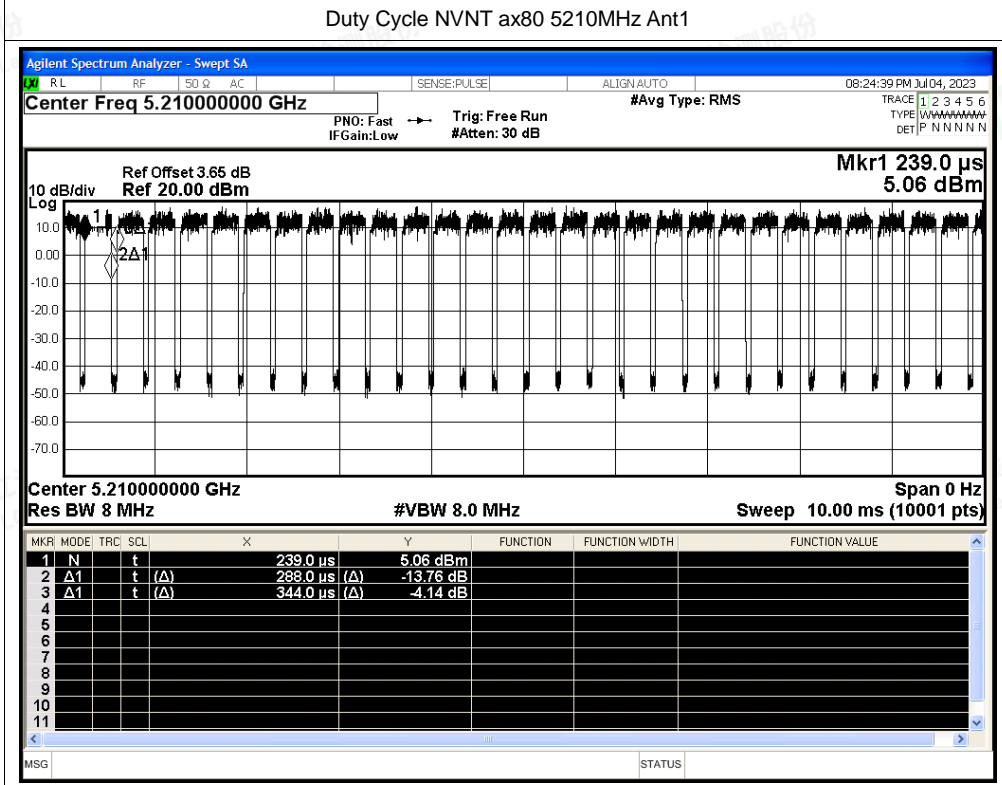 Duty Cycle NVNT ax80 5210MHz Ant1
Agilent Spectrum Analyzer - Swept SA
LXI RL RF 50 Ω AC SENSE:PULSE ALIGN AUTO 08:24:39 PM Jul 04, 2023
Center Freq 5.210000000 GHz #Avg Type: RMS TRACE 1 2 3 4 5 6
PNO: Fast Trig: Free Run TYPE WWWWWW
IFGain:Low #Atten: 30 dB DET P N N N N N
Mkr1 239.0 µs
Ref Offset 3.65 dB
10 dB/div Ref 20.00 dBm 5.06 dBm
Log
1
10.0
0.00
2Δ1
-10.0
-20.0
-30.0
-40.0
-50.0
-60.0
-70.0
Center 5.210000000 GHz Span 0 Hz
Res BW 8 MHz #VBW 8.0 MHz Sweep 10.00 ms (10001 pts)
MKR MODE TRC SCL X Y FUNCTION FUNCTION WIDTH FUNCTION VALUE
1 N t 239.0 µs 5.06 dBm
2 Δ1 t (Δ) 288.0 µs (Δ) -13.76 dB
3 Δ1 t (Δ) 344.0 µs (Δ) -4.14 dB
4
5
6
7
8
9
10
11
MSG STATUS